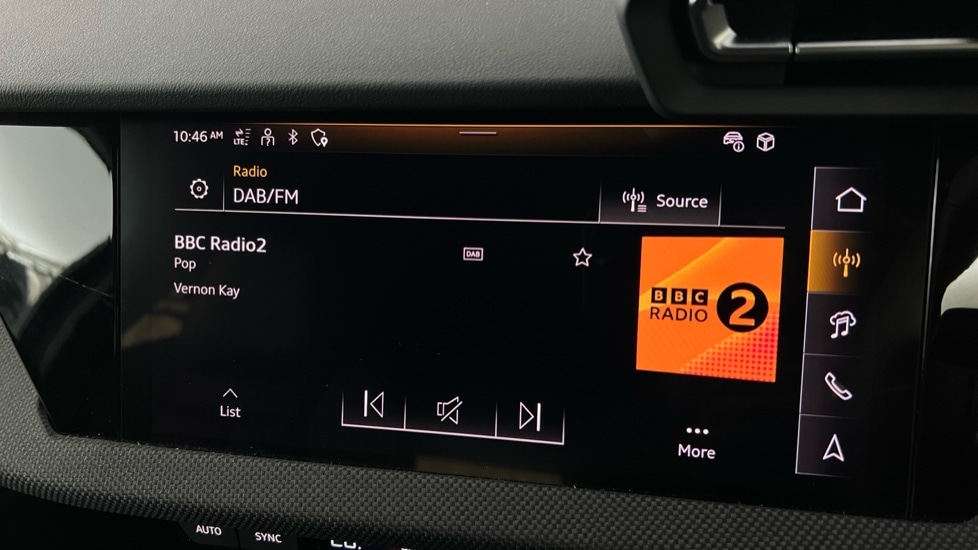 10:46 AM
LTE
Radio
DAB/FM
Source
BBC Radio2
DAB
Pop
Vernon Kay
BBC
RADIO 2
List
More
AUTO
SYNC